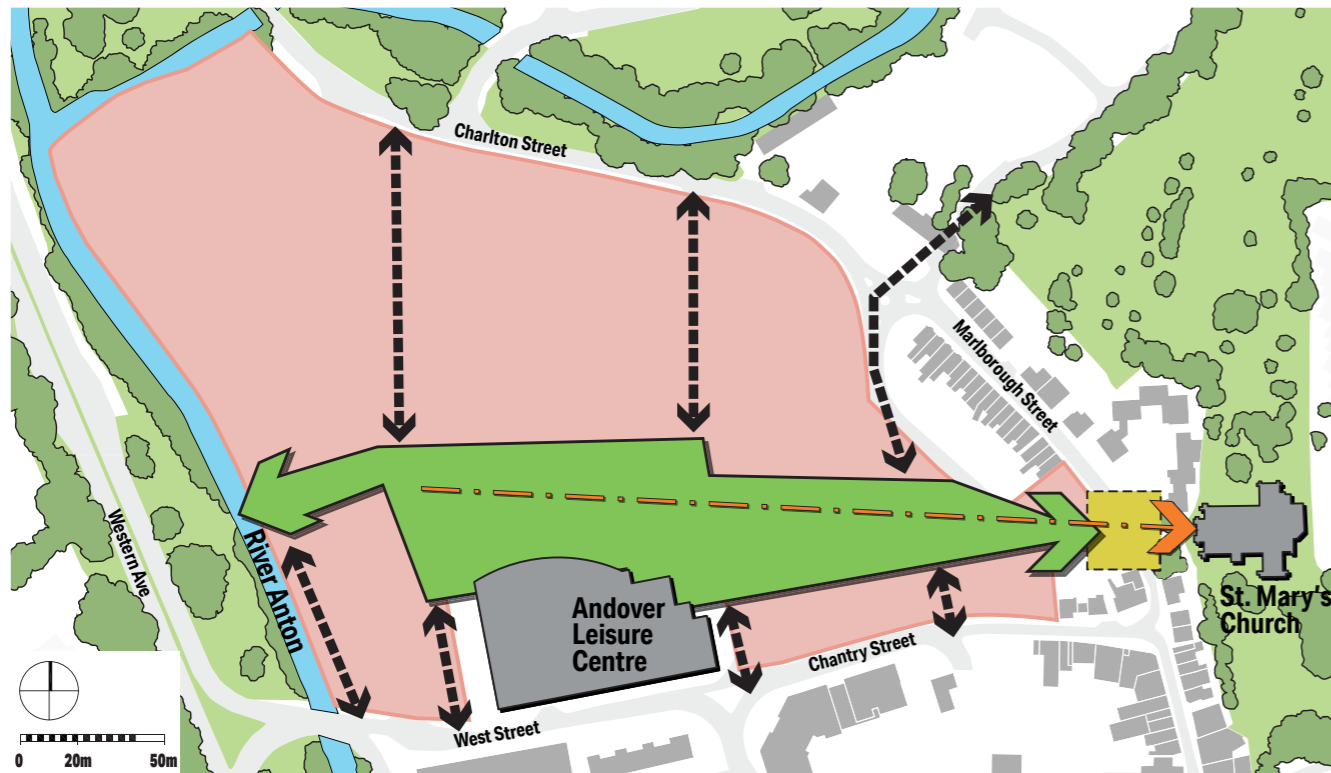 Charlton Street
Marlborough Street
Western Ave
River Anton
Andover
Leisure
Centre
St. Mary's
Church
Chantry Street
West Street
0 20m 50m